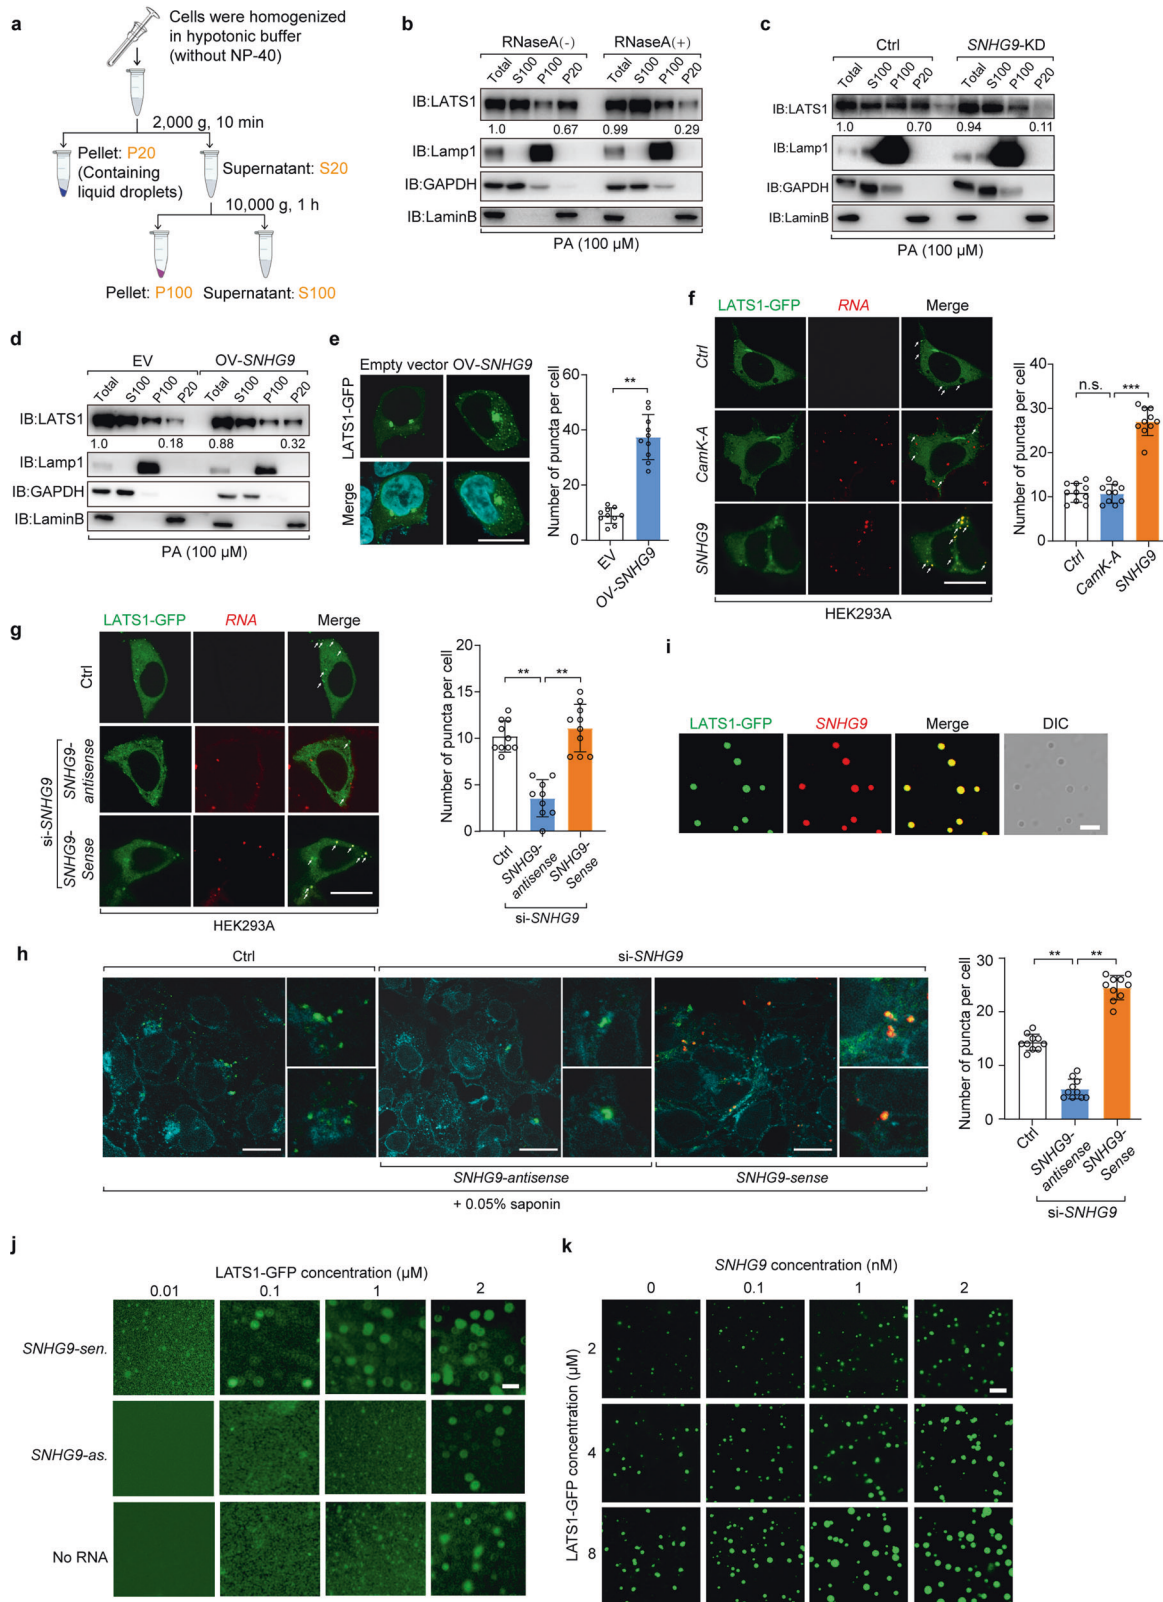 a
Cells were homogenized
in hypotonic buffer
(without NP-40)
2,000 g, 10 min
Pellet: P20
(Containing
liquid droplets)
Supernatant: S20
10,000 g, 1 h
Pellet: P100
Supernatant: S100
b
RNaseA(-) RNaseA(+)
Total S100 P100 P20 Total S100 P100 P20
IB:LATS1
1.0 0.67 0.99 0.29
IB:Lamp1
IB:GAPDH
IB:LaminB
PA (100 μM)
c
Ctrl SNHG9-KD
Total S100 P100 P20 Total S100 P100 P20
IB:LATS1
1.0 0.70 0.94 0.11
IB:Lamp1
IB:GAPDH
IB:LaminB
PA (100 μM)
d
EV OV-SNHG9
Total S100 P100 P20 Total S100 P100 P20
IB:LATS1
1.0 0.18 0.88 0.32
IB:Lamp1
IB:GAPDH
IB:LaminB
PA (100 μM)
e
Empty vector OV-SNHG9
LATS1-GFP
Merge
Number of puncta per cell
60
40
20
0
**
EV
OV-SNHG9
f
LATS1-GFP RNA Merge
Ctrl
CamK-A
SNHG9
HEK293A
Number of puncta per cell
40
30
20
10
0
n.s. ***
Ctrl
CamK-A
SNHG9
g
LATS1-GFP RNA Merge
Ctrl
si-SNHG9
SNHG9-
antisense
SNHG9-
Sense
HEK293A
Number of puncta per cell
20
15
10
5
0
** **
Ctrl
SNHG9-
antisense
SNHG9-
Sense
si-SNHG9
i
LATS1-GFP SNHG9 Merge DIC
h
Ctrl si-SNHG9
SNHG9-antisense SNHG9-sense
+ 0.05% saponin
Number of puncta per cell
30
20
10
0
** **
Ctrl
SNHG9-
antisense
SNHG9-
Sense
si-SNHG9
j
LATS1-GFP concentration (μM)
0.01 0.1 1 2
SNHG9-sen.
SNHG9-as.
No RNA
k
SNHG9 concentration (nM)
0 0.1 1 2
LATS1-GFP concentration (μM)
2
4
8